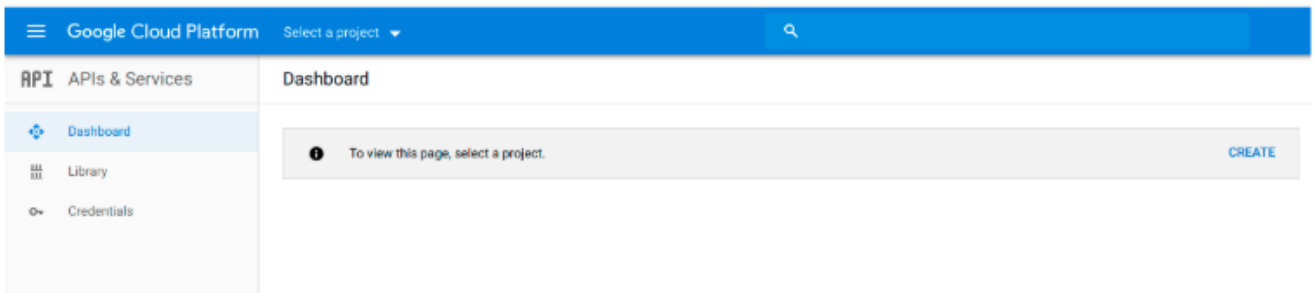 Google Cloud Platform Select a project
API APIs & Services Dashboard
Dashboard
To view this page, select a project. CREATE
Library
Credentials